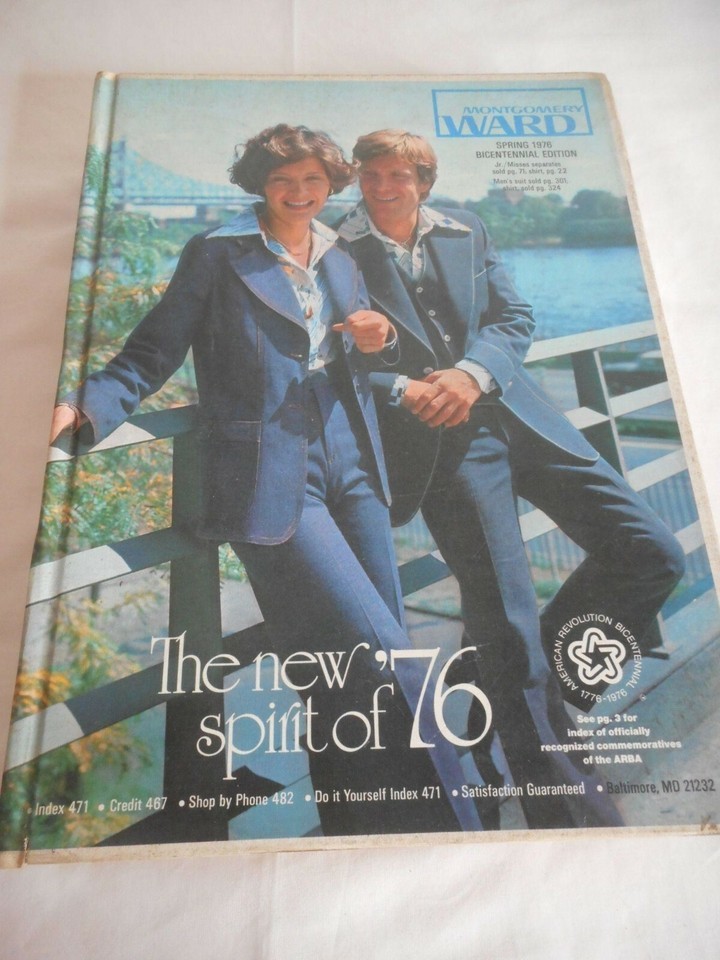 MONTGOMERY
WARD
SPRING 1976
BICENTENNIAL EDITION
Jr./Misses separates
sold pg. 71, shirt, pg. 23
Men's suit sold pg. 301,
shirt, sold pg. 324
The new
spirit of '76
AMERICAN REVOLUTION BICENTENNIAL
1776-1976
See pg. 3 for
index of officially
recognized commemoratives
of the ARBA
• Index 471 • Credit 467 • Shop by Phone 482 • Do it Yourself Index 471 • Satisfaction Guaranteed • Baltimore, MD 21232